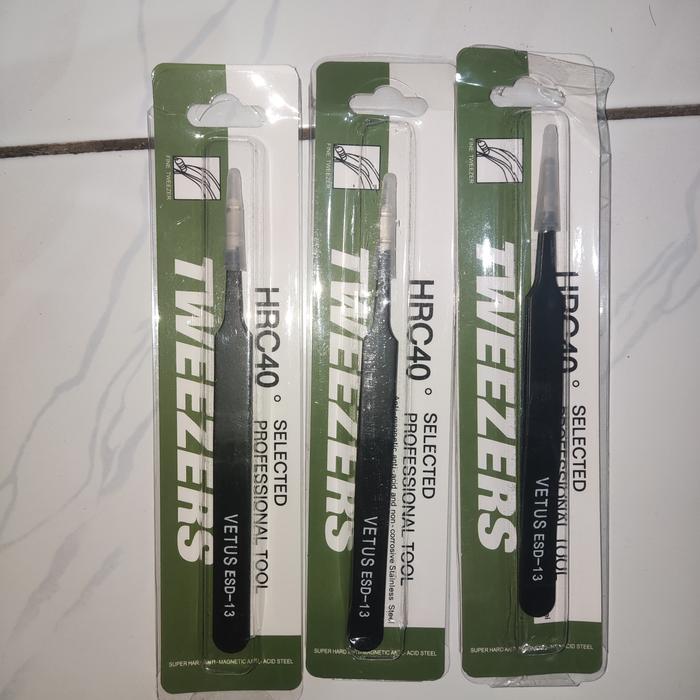 FINE TWEEZER
TWEEZERS
HRC40°
SELECTED
PROFESSIONAL TOOL
VETUS ESD-13
SUPER HARD ANTI-MAGNETIC ANTI-ACID STEEL
FINE TWEEZER
TWEEZERS
HRC40°
SELECTED
PROFESSIONAL TOOL
Anti-magnetic anti-acid and non-corrosive Stainless Steel
VETUS ESD-13
SUPER HARD ANTI-MAGNETIC ANTI-ACID STEEL
FINE TWEEZER
TWEEZERS
HRC40°
SELECTED
PROFESSIONAL TOOL
VETUS ESD-13
SUPER HARD ANTI-MAGNETIC ANTI-ACID STEEL